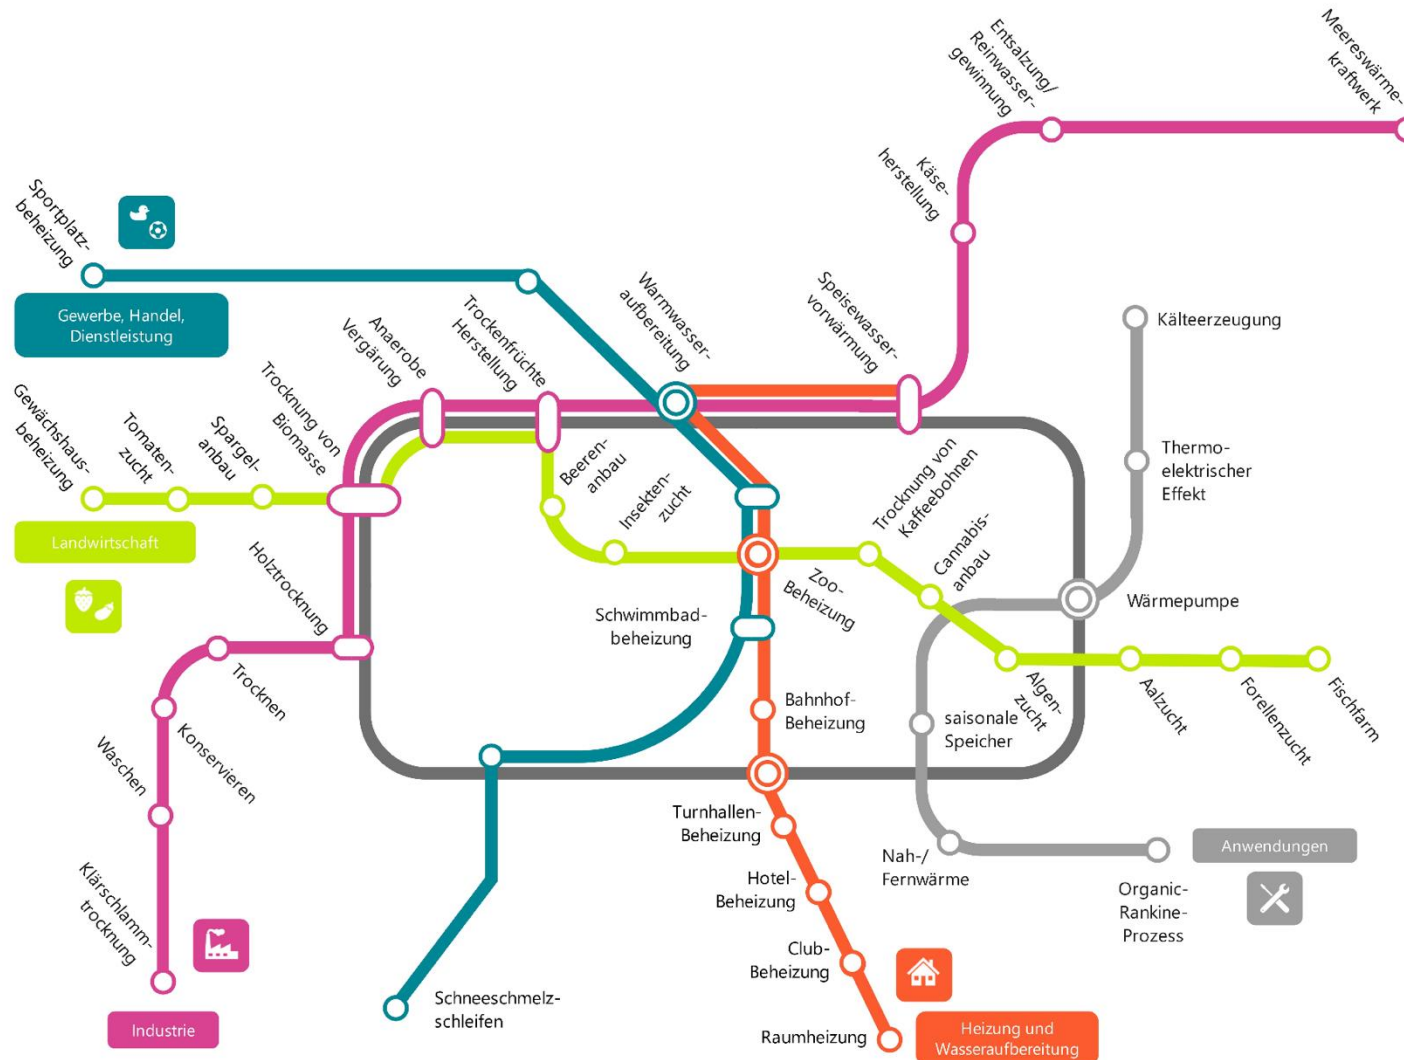 Meereswärme-
kraftwerk
Entsalzung/
Reinwasser-
gewinnung
Käse-
herstellung
Sportplatz-
beheizung
Gewerbe, Handel,
Dienstleistung
Anaerobe
Vergärung
Trockenfrüchte
Herstellung
Warmwasser-
aufbereitung
Speisewasser-
vorwärmung
Kälteerzeugung
Gewächshaus-
beheizung
Tomaten-
zucht
Spargel-
anbau
Trocknung von
Biomasse
Beeren-
anbau
Insekten-
zucht
Trocknung von
Kaffeebohnen
Cannabis-
anbau
Thermo-
elektrischer
Effekt
Landwirtschaft
Holztrocknung
Schwimmbad-
beheizung
Zoo-
Beheizung
Wärmepumpe
Trocknen
Konservieren
Waschen
Bahnhof-
Beheizung
saisonale
Speicher
Algen-
zucht
Aalzucht
Forellenzucht
Fischfarm
Turnhallen-
Beheizung
Nah-/
Fernwärme
Anwendungen
Organic-
Rankine-
Prozess
Klärschlamm-
trocknung
Hotel-
Beheizung
Club-
Beheizung
Schneeschmelz-
schleifen
Industrie
Raumheizung
Heizung und
Wasseraufbereitung